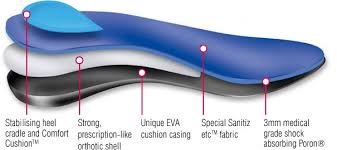 Stabilising heel
cradle and Comfort
Cushion™
Strong,
prescription-like
orthotic shell
Unique EVA
cushion casing
Special Sanitiz
etc™ fabric
3mm medical
grade shock
absorbing Poron®